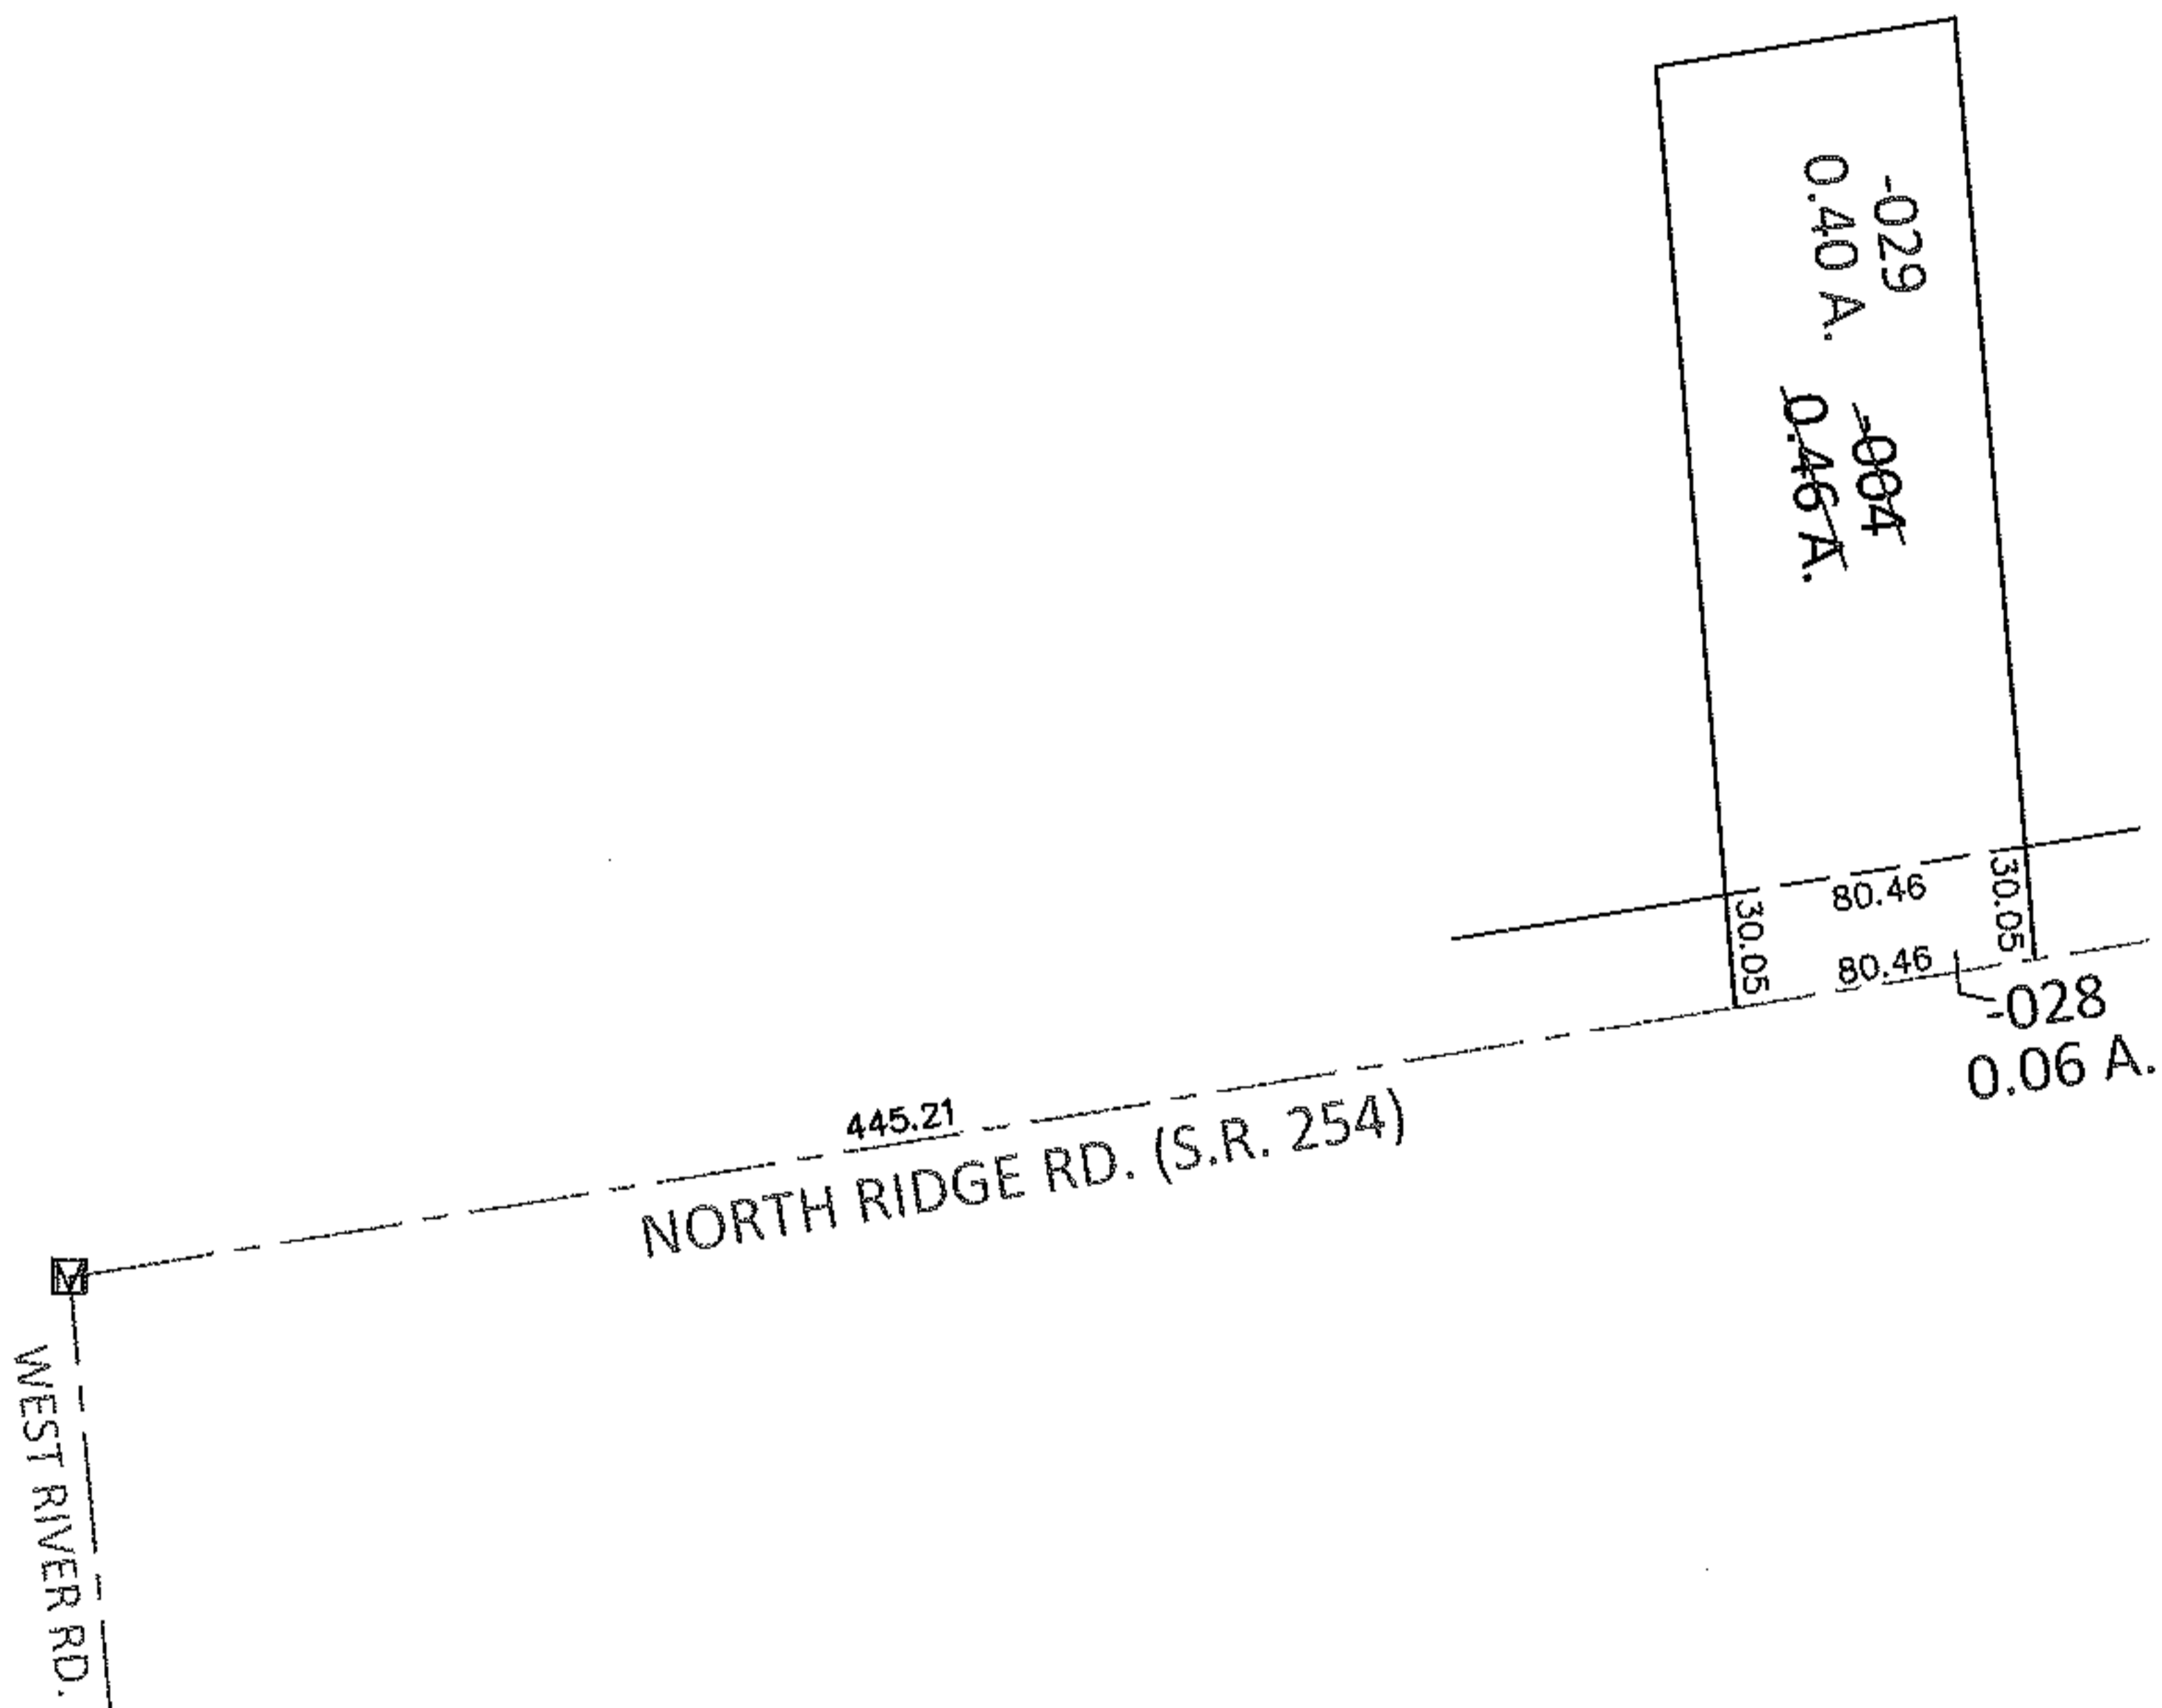 -029
0.40 A.
-004
0.46 A.
80.46
30.05
30.05
80.46
-028
0.06 A.
445.21
NORTH RIDGE RD. (S.R. 254)
M
WEST RIVER RD.